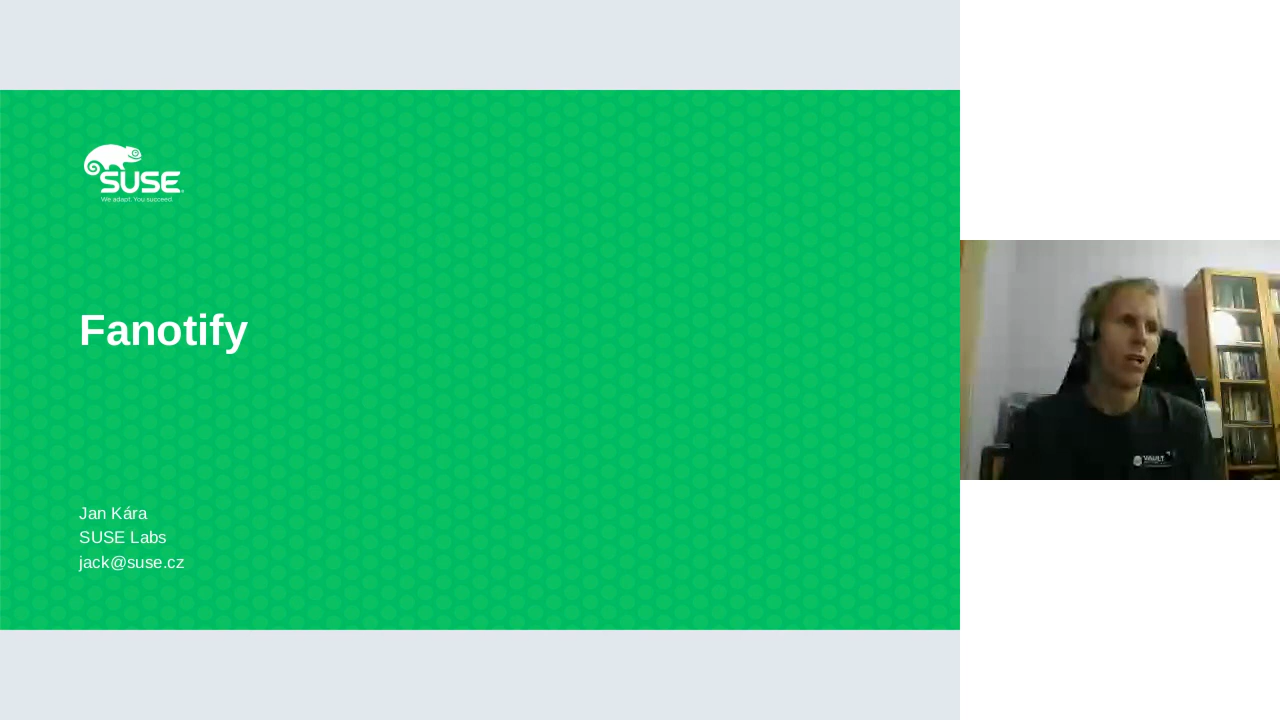 SUSE
We adapt. You succeed.
Fanotify
Jan Kára
SUSE Labs
jack@suse.cz
VAULT